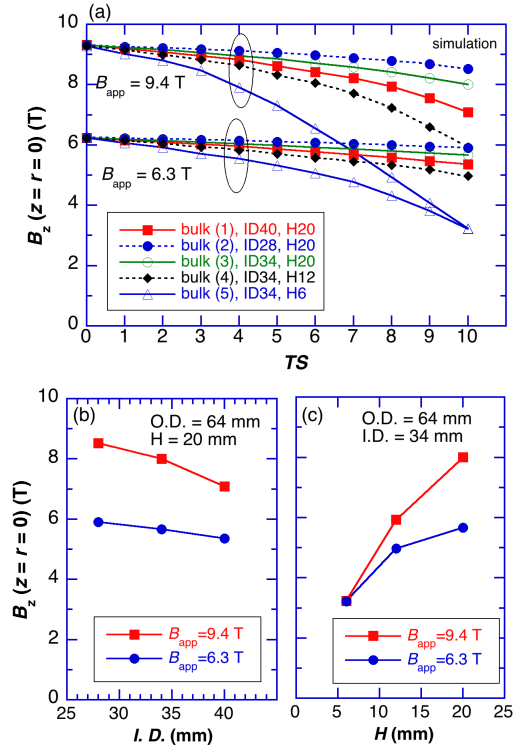 (a)
simulation
B_app = 9.4 T
B_app = 6.3 T
bulk (1), ID40, H20
bulk (2), ID28, H20
bulk (3), ID34, H20
bulk (4), ID34, H12
bulk (5), ID34, H6
B_z (z = r = 0) (T)
10
8
6
4
2
0
0 1 2 3 4 5 6 7 8 9 10
TS
(b)
O.D. = 64 mm
H = 20 mm
B_app=9.4 T
B_app=6.3 T
B_z (z = r = 0) (T)
10
8
6
4
2
0
25 30 35 40 45
I. D. (mm)
(c)
O.D. = 64 mm
I.D. = 34 mm
B_app=9.4 T
B_app=6.3 T
0 5 10 15 20 25
H (mm)